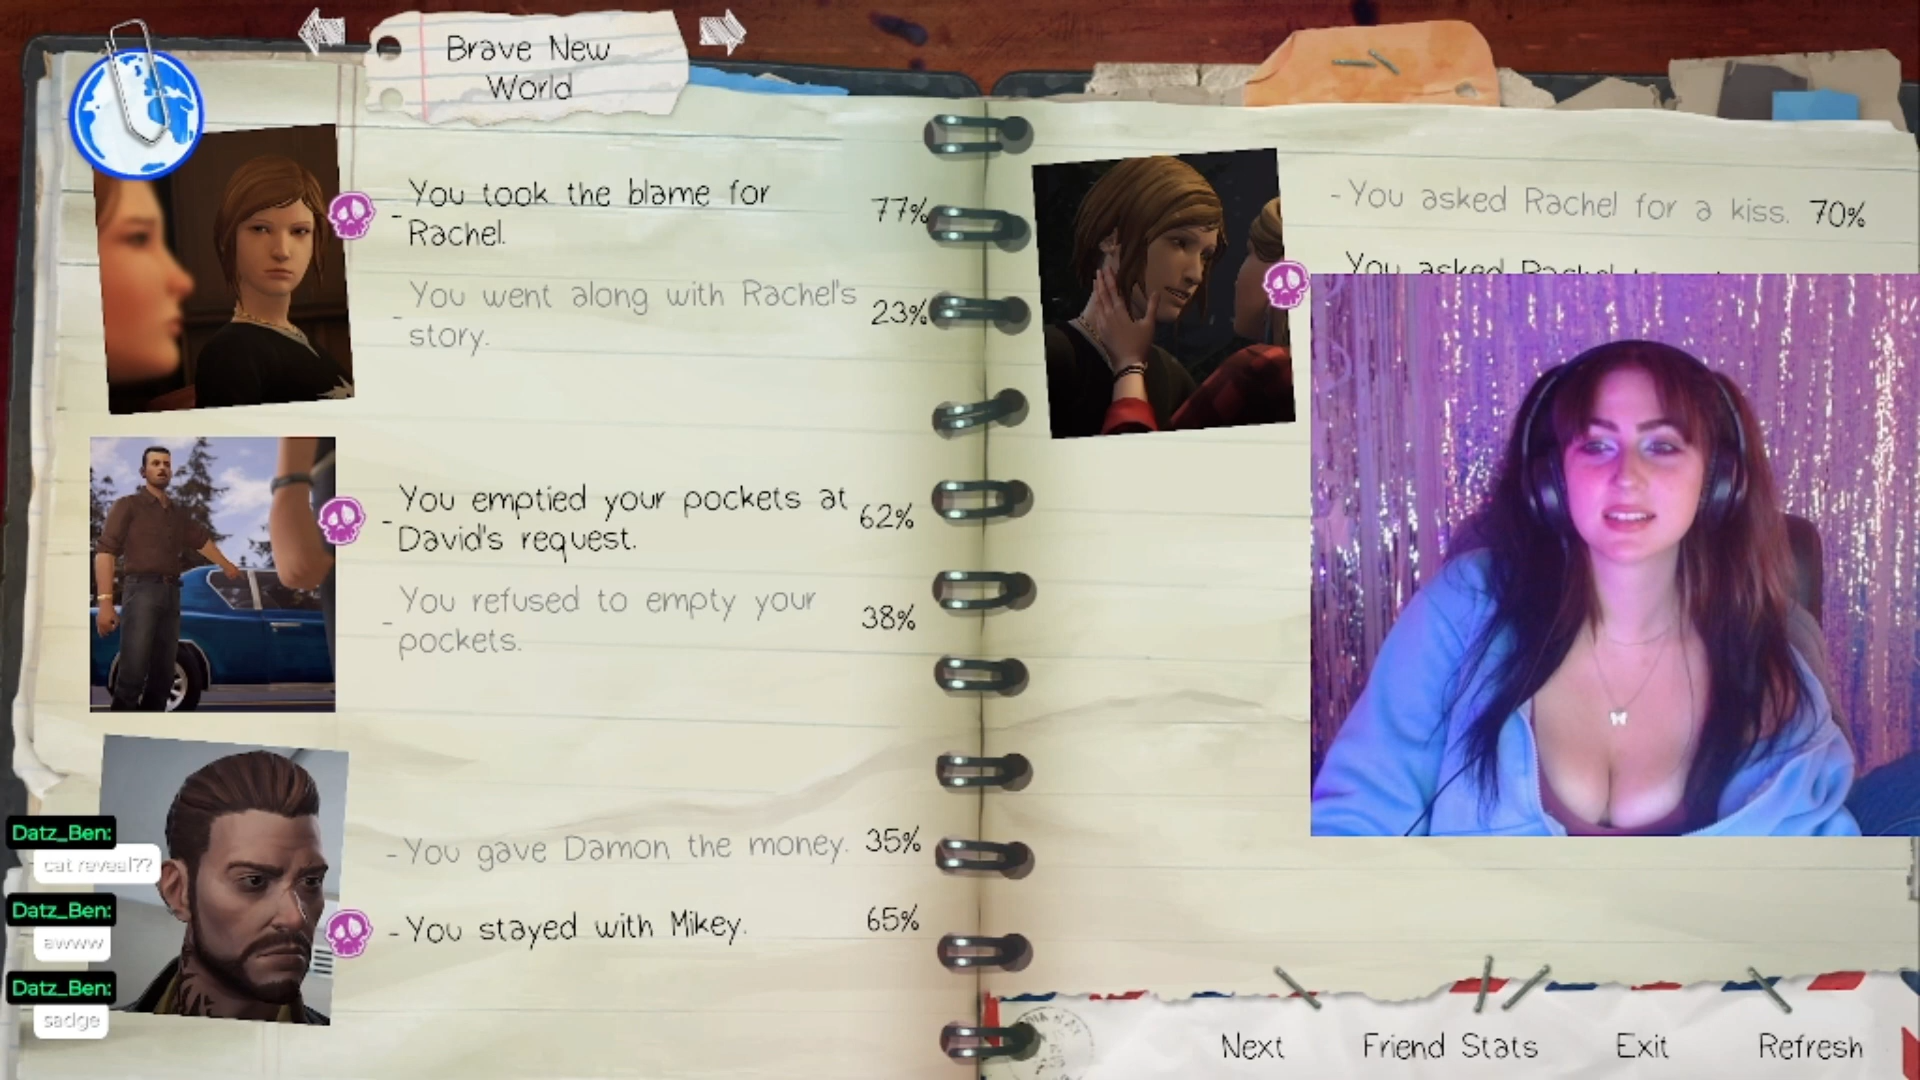 Brave New
World
- You took the blame for
Rachel.
77%
- You went along with Rachel's
story.
23%
- You emptied your pockets at
David's request.
62%
- You refused to empty your
pockets.
38%
- You gave Damon the money. 35%
- You stayed with Mikey. 65%
- You asked Rachel for a kiss. 70%
You asked Rachel
Datz_Ben:
cat reveal??
Datz_Ben:
awww
Datz_Ben:
sadge
Next Friend Stats Exit Refresh